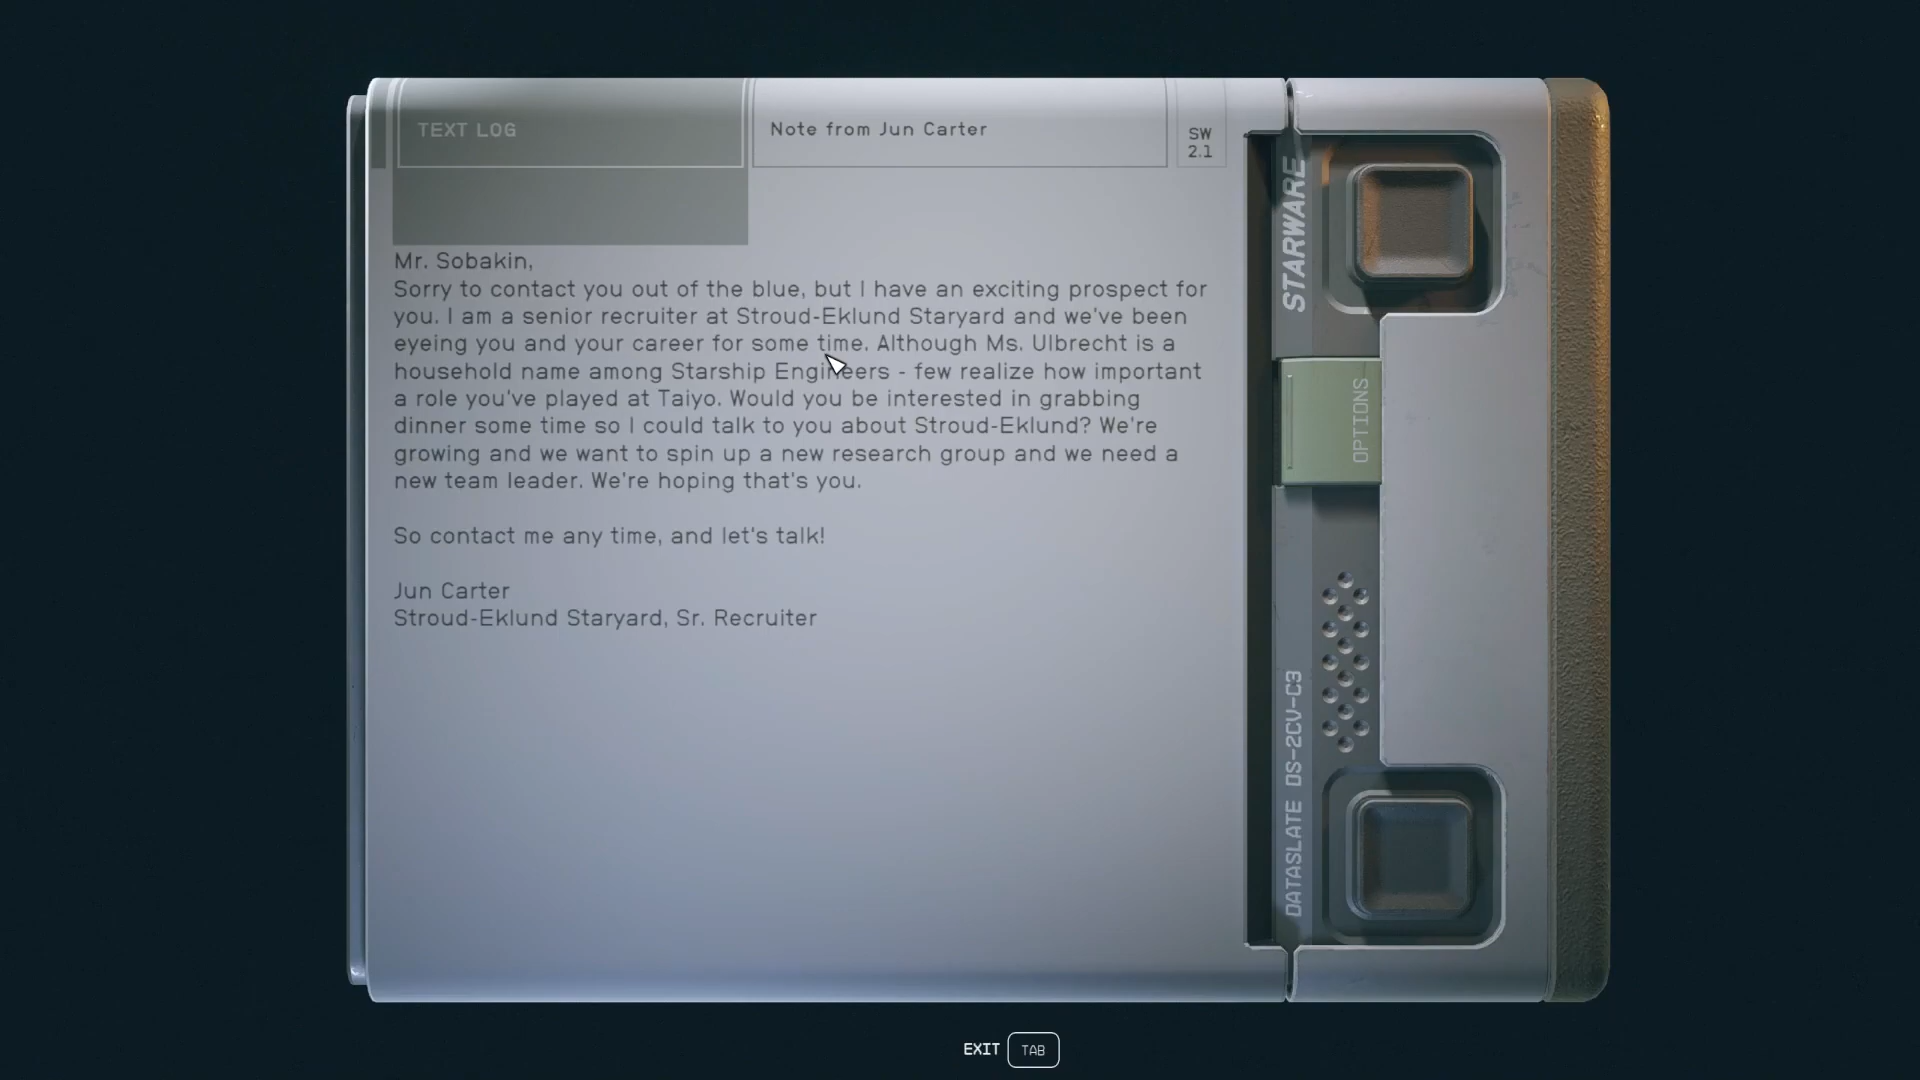 TEXT LOG
Note from Jun Carter
SW
2.1
Mr. Sobakin,
Sorry to contact you out of the blue, but I have an exciting prospect for
you. I am a senior recruiter at Stroud-Eklund Staryard and we've been
eyeing you and your career for some time. Although Ms. Ulbrecht is a
household name among Starship Engineers - few realize how important
a role you've played at Taiyo. Would you be interested in grabbing
dinner some time so I could talk to you about Stroud-Eklund? We're
growing and we want to spin up a new research group and we need a
new team leader. We're hoping that's you.
So contact me any time, and let's talk!
Jun Carter
Stroud-Eklund Staryard, Sr. Recruiter
STARWARE
OPTIONS
DATASLATE DS-2CV-C3
EXIT TAB